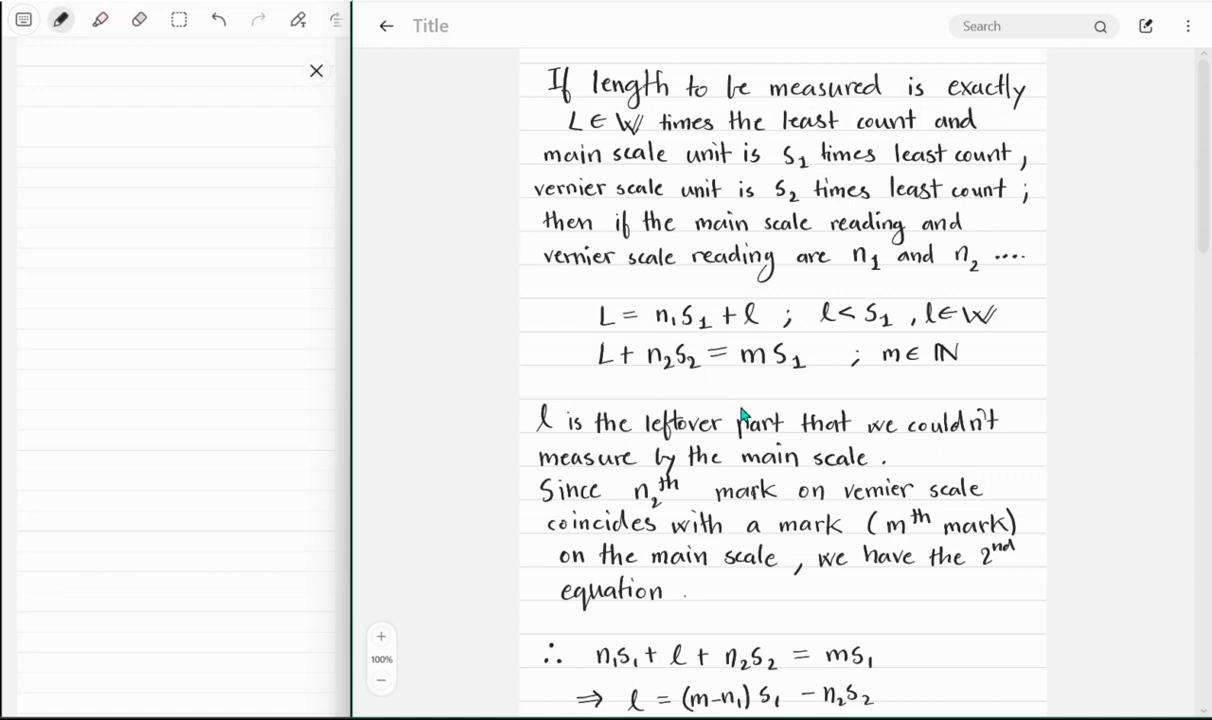 Title
Search
If length to be measured is exactly
L ∈ W times the least count and
main scale unit is S₁ times least count,
vernier scale unit is S₂ times least count;
then if the main scale reading and
vernier scale reading are n₁ and n₂ ....
L = n₁S₁ + l ; l < S₁ , l ∈ W
L + n₂S₂ = m S₁ ; m ∈ ℕ
l is the leftover part that we couldn't
measure by the main scale.
Since n₂ᵗʰ mark on vernier scale
coincides with a mark (mᵗʰ mark)
on the main scale, we have the 2ⁿᵈ
equation.
∴ n₁S₁ + l + n₂S₂ = mS₁
100%
⇒ l = (m-n₁) S₁ - n₂S₂